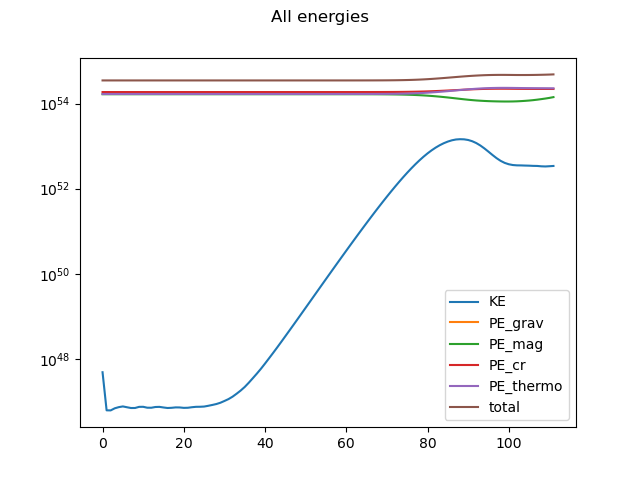 All energies
10^54
10^52
10^50
10^48
0 20 40 60 80 100
KE
PE_grav
PE_mag
PE_cr
PE_thermo
total